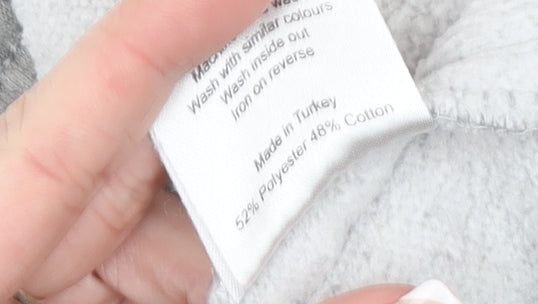 Wash with similar colours
Wash inside out
Iron on reverse
Made in Turkey
52% Polyester 48% Cotton